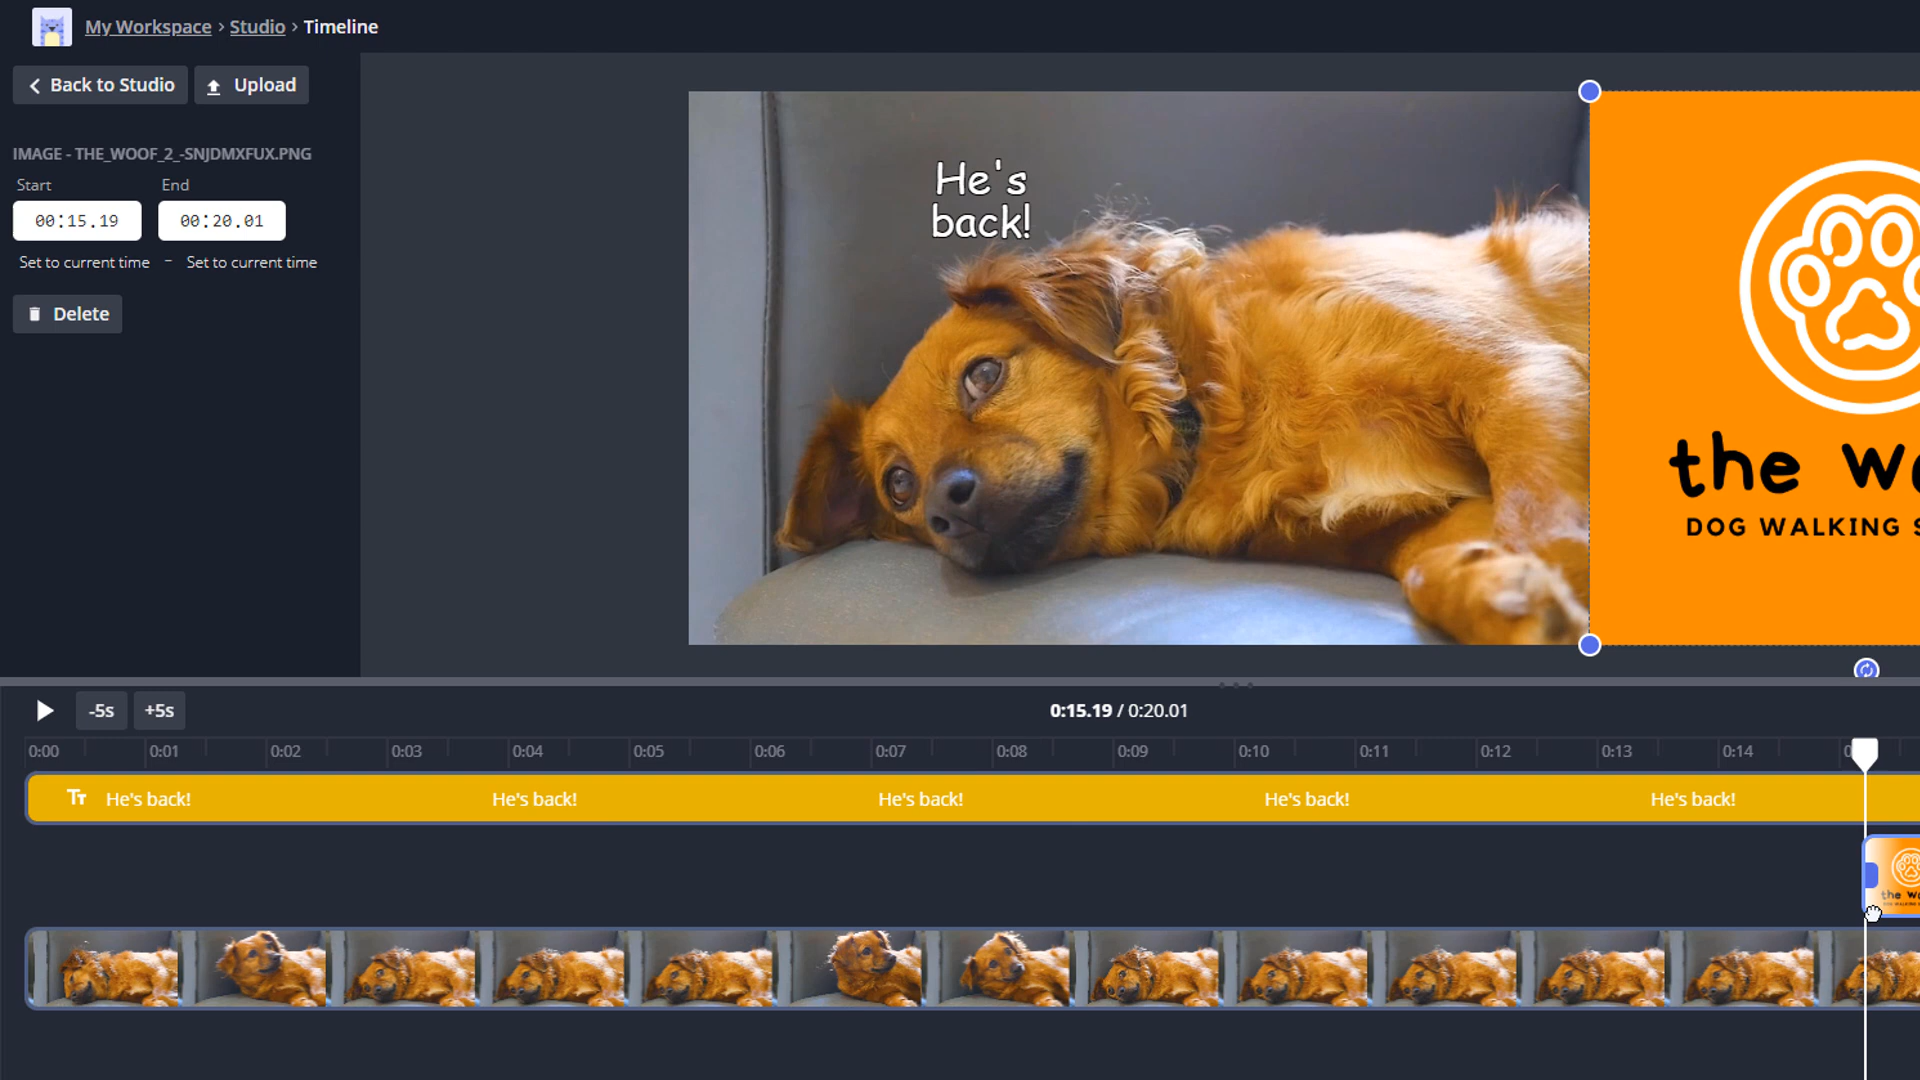 My Workspace › Studio › Timeline
Back to Studio
Upload
IMAGE - THE_WOOF_2_-SNJDMXFUX.PNG
Start End
00:15.19 00:20.01
Set to current time - Set to current time
Delete
He's
back!
the
DOG WALKING
-5s +5s
0:15.19 / 0:20.01
0:00 0:01 0:02 0:03 0:04 0:05 0:06 0:07 0:08 0:09 0:10 0:11 0:12 0:13 0:14
Tr He's back! He's back! He's back! He's back! He's back!
the